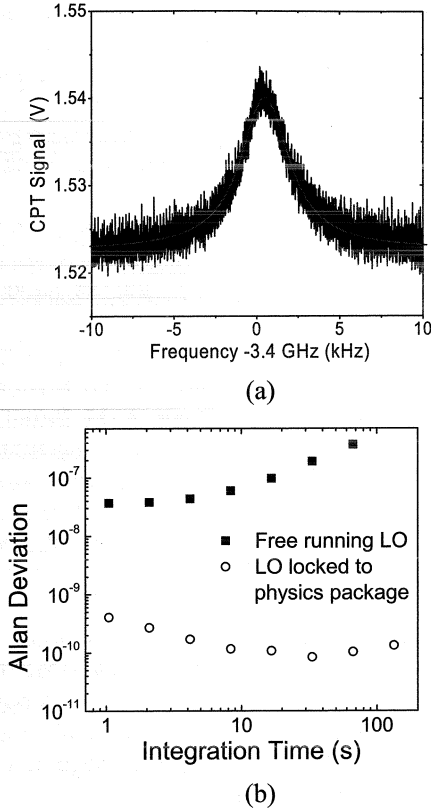 (a)
1.55
1.54
1.53
1.52
CPT Signal (V)
-10 -5 0 5 10
Frequency -3.4 GHz (kHz)
(a)
10⁻⁷
10⁻⁸
10⁻⁹
10⁻¹⁰
10⁻¹¹
Allan Deviation
Free running LO
LO locked to
physics package
1 10 100
Integration Time (s)
(b)